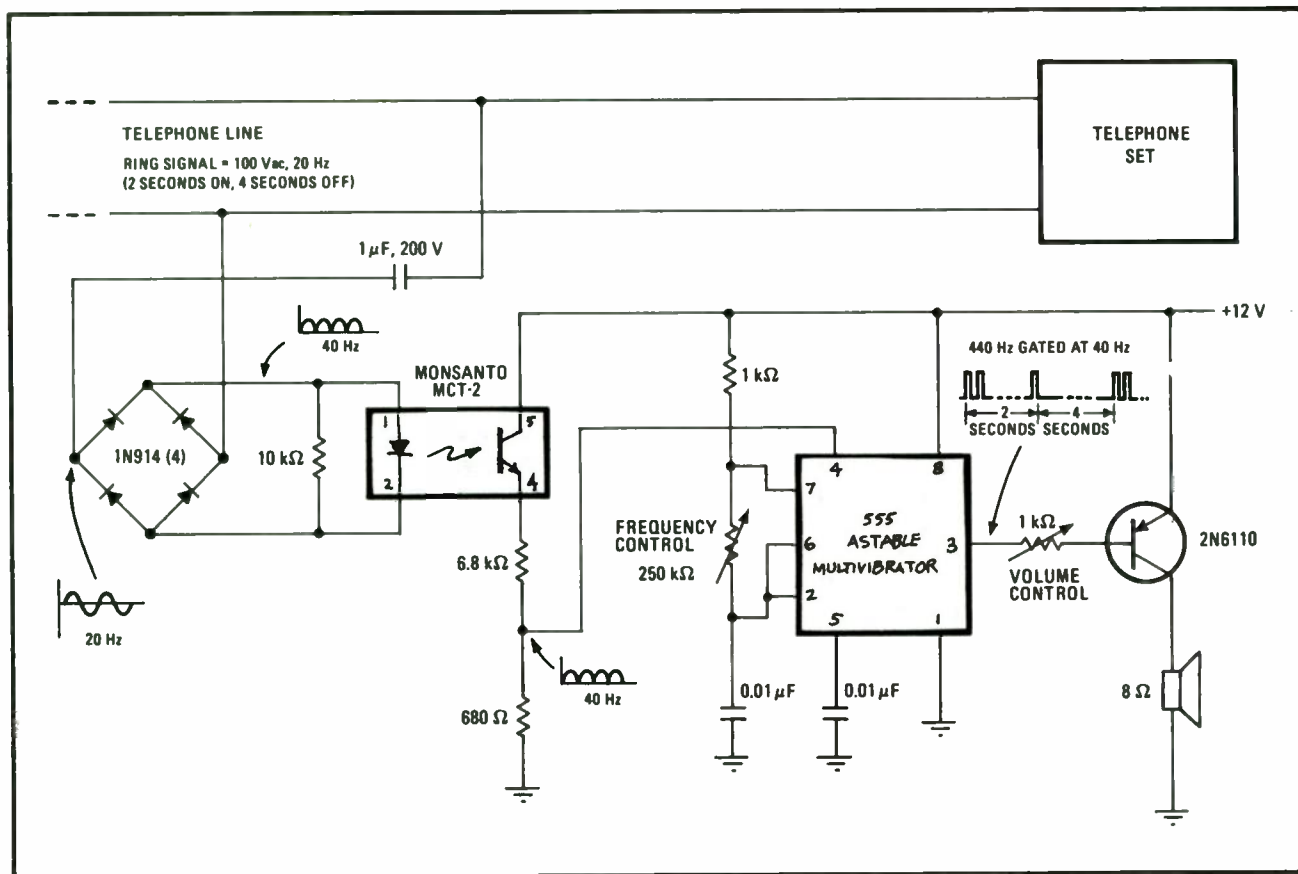 TELEPHONE LINE
RING SIGNAL = 100 Vac, 20 Hz
(2 SECONDS ON, 4 SECONDS OFF)
TELEPHONE
SET
1 µF, 200 V
40 Hz
MONSANTO
MCT-2
1
5
2
4
1N914 (4)
10 kΩ
20 Hz
6.8 kΩ
40 Hz
680 Ω
+12 V
1 kΩ
FREQUENCY
CONTROL
250 kΩ
4
8
7
6
2
3
5
1
555
ASTABLE
MULTIVIBRATOR
0.01 µF
0.01 µF
440 Hz GATED AT 40 Hz
2
SECONDS
4
SECONDS
1 kΩ
VOLUME
CONTROL
2N6110
8 Ω